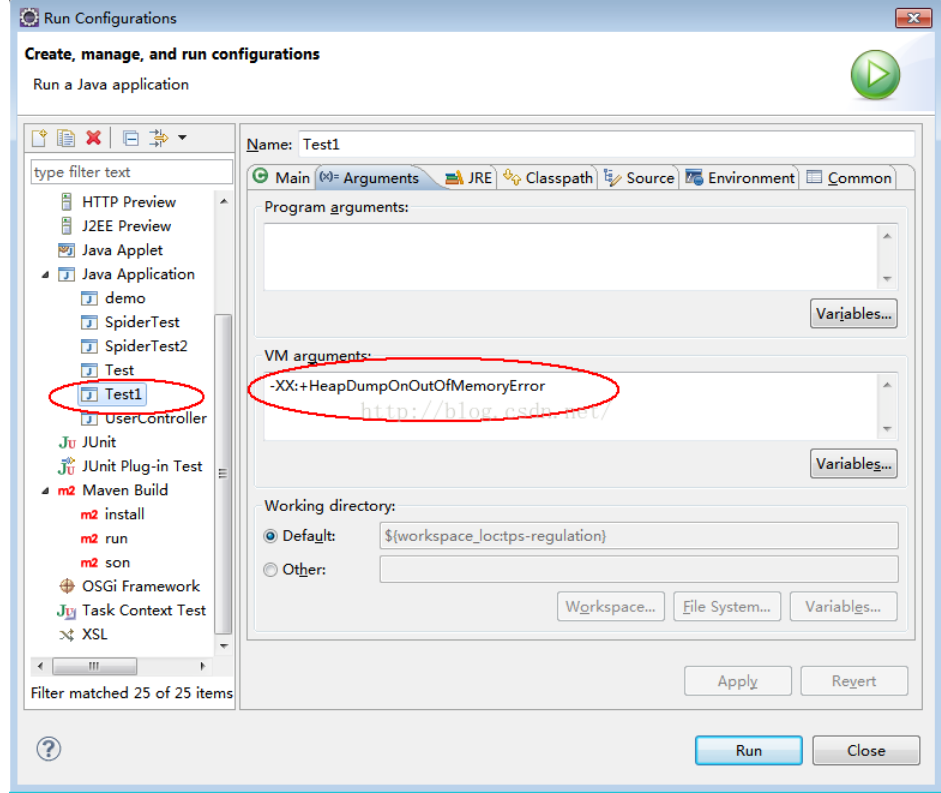 Run Configurations
Create, manage, and run configurations
Run a Java application
type filter text
HTTP Preview
J2EE Preview
Java Applet
Java Application
demo
SpiderTest
SpiderTest2
Test
Test1
UserController
JUnit
JUnit Plug-in Test
Maven Build
m2 install
m2 run
m2 son
OSGi Framework
Task Context Test
XSL
Filter matched 25 of 25 items
Name: Test1
Main (x)= Arguments JRE Classpath Source Environment Common
Program arguments:
Variables...
VM arguments:
-XX:+HeapDumpOnOutOfMemoryError
http://blog.csdn.net/
Variables...
Working directory:
Default: ${workspace_loc:tps-regulation}
Other:
Workspace... File System... Variables...
Apply Revert
Run Close